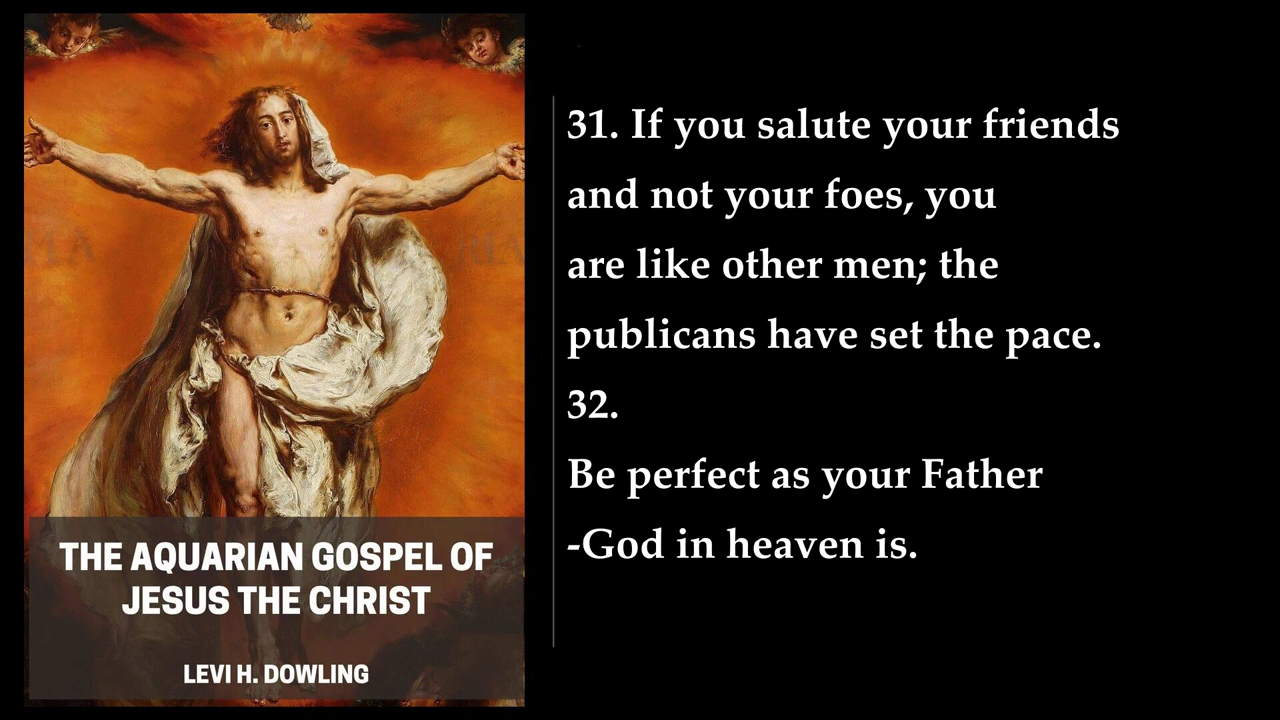 THE AQUARIAN GOSPEL OF
JESUS THE CHRIST
LEVI H. DOWLING
31. If you salute your friends
and not your foes, you
are like other men; the
publicans have set the pace.
32.
Be perfect as your Father
-God in heaven is.